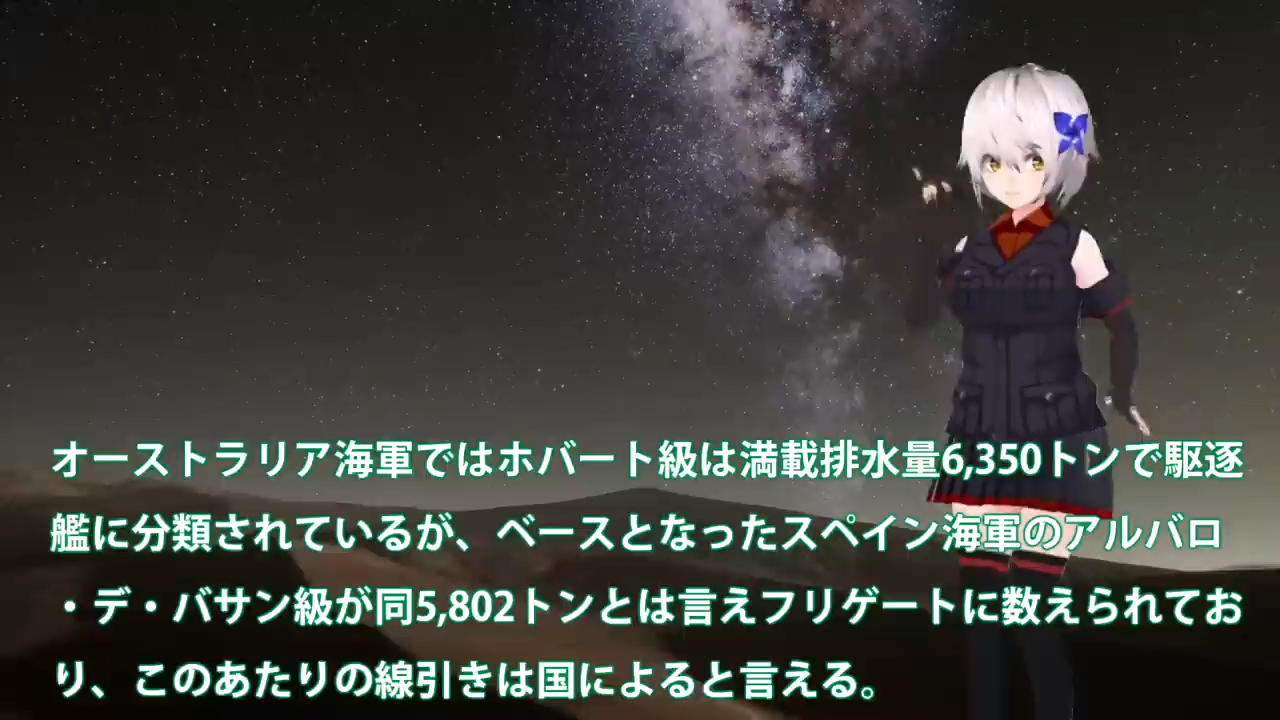 オーストラリア海軍ではホバート級は満載排水量6,350トンで駆逐
艦に分類されているが、ベースとなったスペイン海軍のアルバロ
・デ・バサン級が同5,802トンとは言えフリゲートに数えられてお
り、このあたりの線引きは国によると言える。